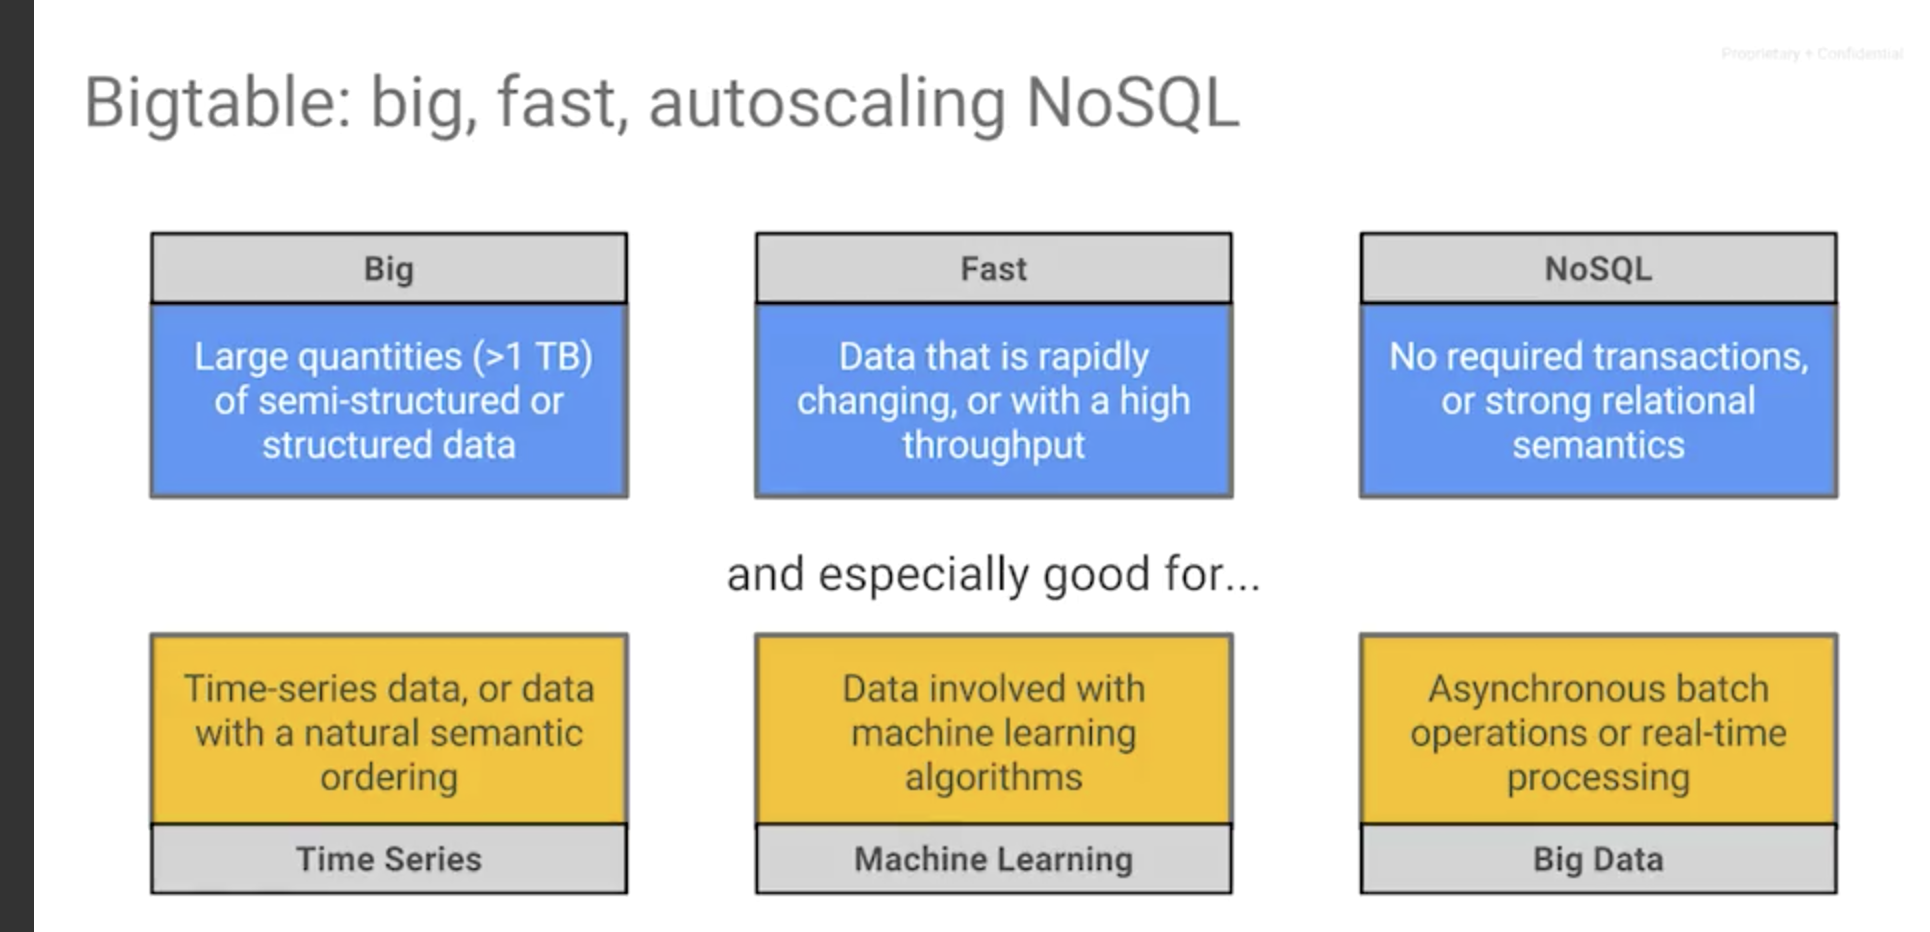 Proprietary + Confidential
Bigtable: big, fast, autoscaling NoSQL
Big
Large quantities (>1 TB)
of semi-structured or
structured data
Fast
Data that is rapidly
changing, or with a high
throughput
NoSQL
No required transactions,
or strong relational
semantics
and especially good for...
Time-series data, or data
with a natural semantic
ordering
Time Series
Data involved with
machine learning
algorithms
Machine Learning
Asynchronous batch
operations or real-time
processing
Big Data